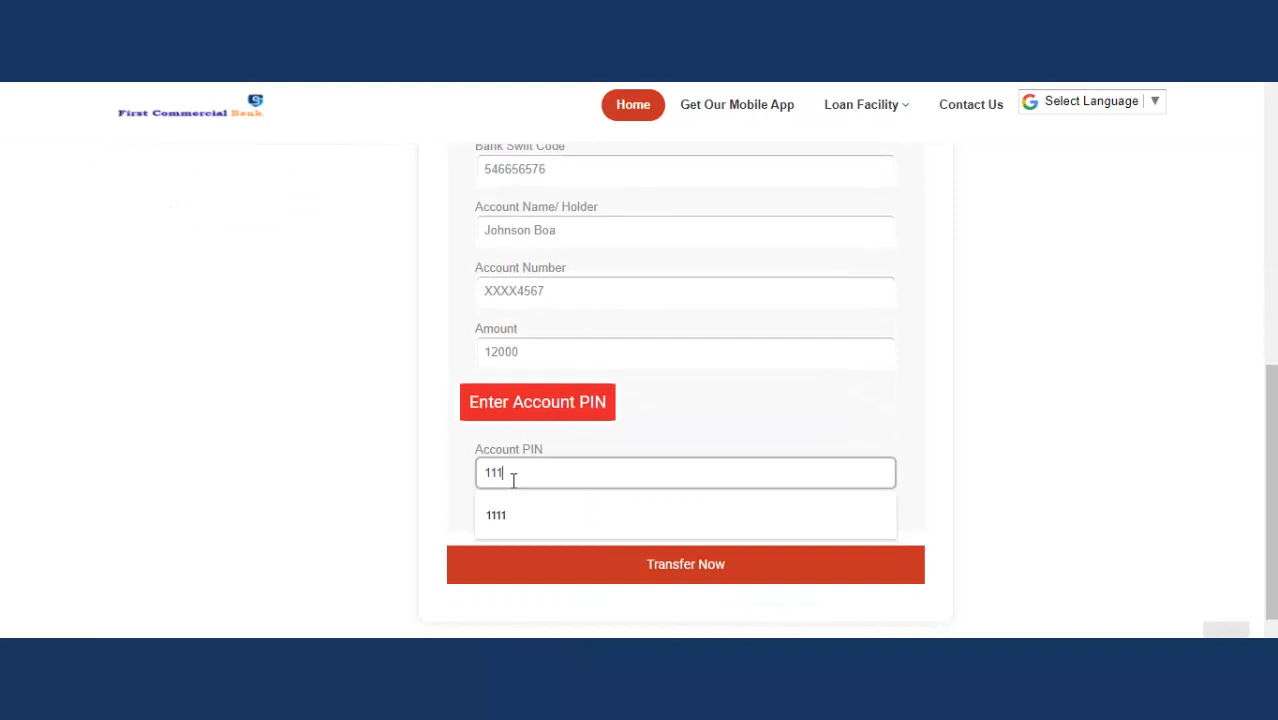 First Commercial Bank
Home
Get Our Mobile App
Loan Facility
Contact Us
Select Language
Bank Swift Code
546656576
Account Name/ Holder
Johnson Boa
Account Number
XXXX4567
Amount
12000
Enter Account PIN
Account PIN
111
1111
Transfer Now